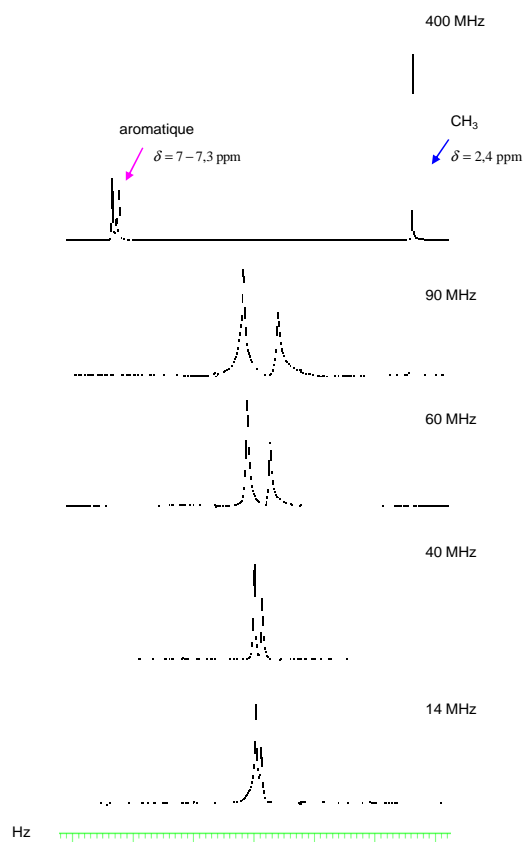 400 MHz
aromatique
δ = 7 – 7,3 ppm
CH₃
δ = 2,4 ppm
90 MHz
60 MHz
40 MHz
14 MHz
Hz